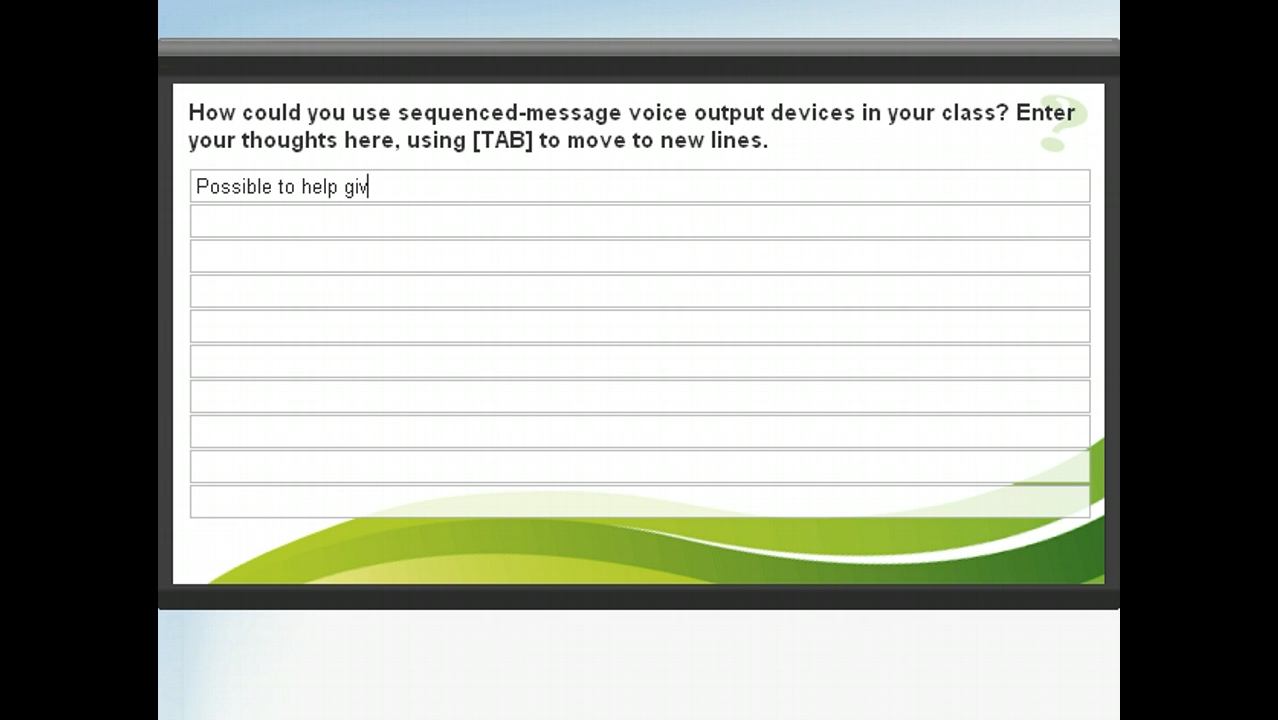 How could you use sequenced-message voice output devices in your class? Enter
your thoughts here, using [TAB] to move to new lines.
Possible to help giv